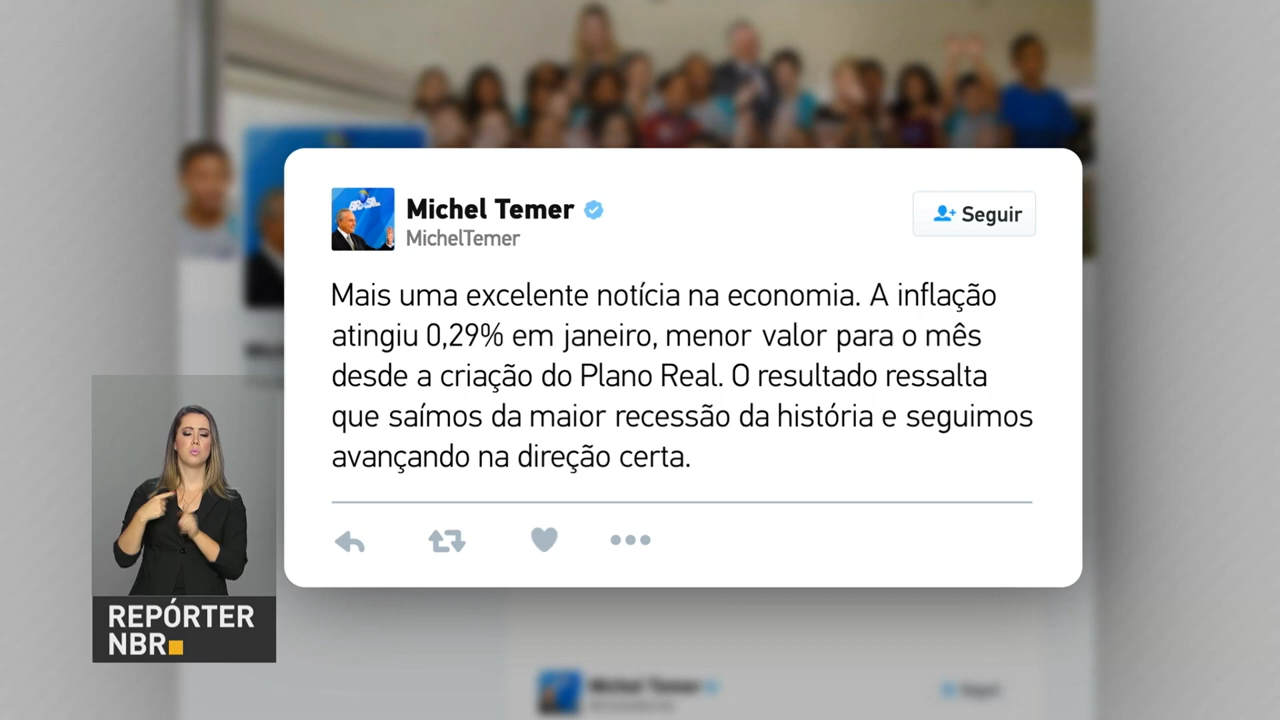 Michel Temer
MichelTemer
Seguir
Mais uma excelente notícia na economia. A inflação
atingiu 0,29% em janeiro, menor valor para o mês
desde a criação do Plano Real. O resultado ressalta
que saímos da maior recessão da história e seguimos
avançando na direção certa.
REPÓRTER
NBR
Michel Temer